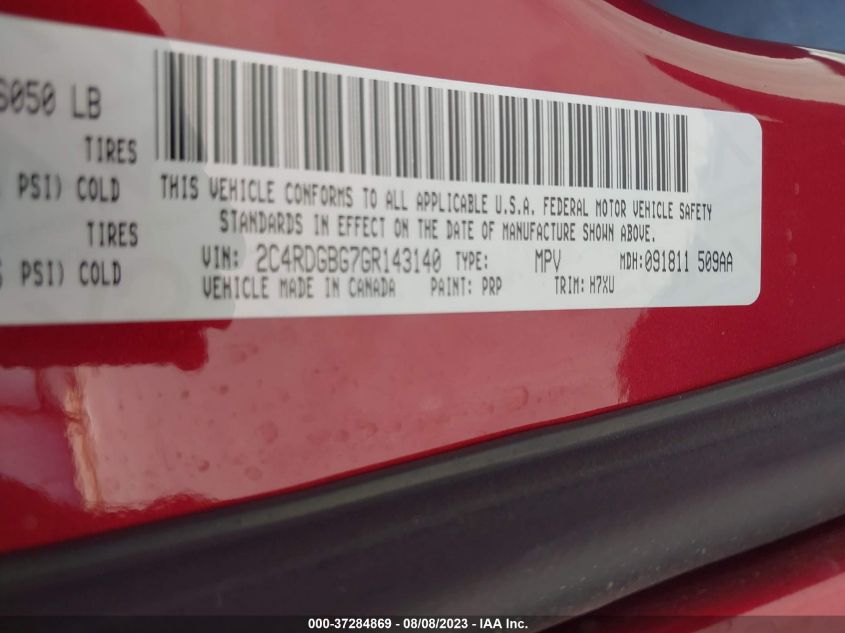 6050 LB
TIRES
PSI) COLD
TIRES
PSI) COLD
THIS VEHICLE CONFORMS TO ALL APPLICABLE U.S.A. FEDERAL MOTOR VEHICLE SAFETY
STANDARDS IN EFFECT ON THE DATE OF MANUFACTURE SHOWN ABOVE.
VIN: 2C4RDGBG7GR143140 TYPE: MPV MDH:091811 509AA
VEHICLE MADE IN CANADA PAINT: PRP TRIM: H7XU
000-37284869 - 08/08/2023 - IAA Inc.